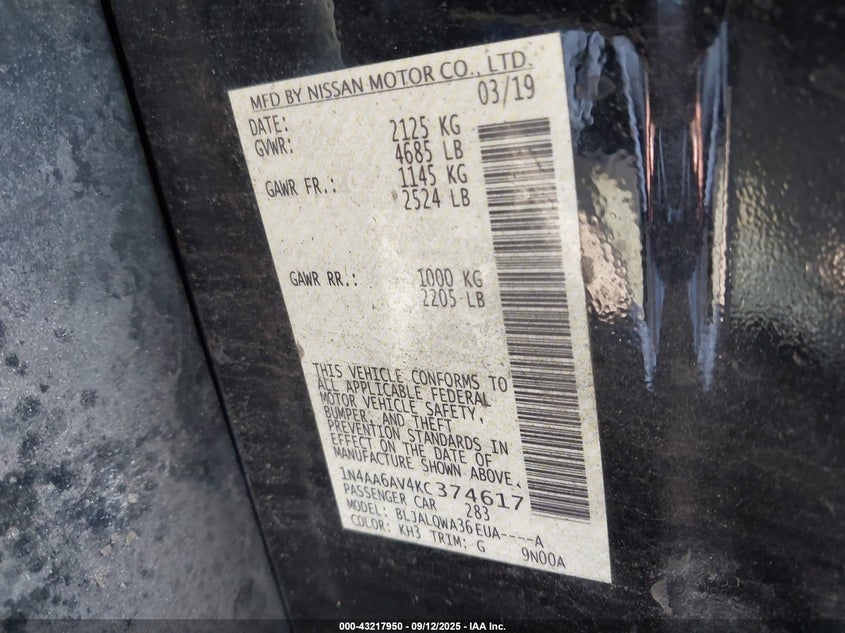 MFD BY NISSAN MOTOR CO., LTD.
DATE: 03/19
GVWR: 2125 KG
4685 LB
GAWR FR.: 1145 KG
2524 LB
GAWR RR.: 1000 KG
2205 LB
THIS VEHICLE CONFORMS TO
ALL APPLICABLE FEDERAL
MOTOR VEHICLE SAFETY,
BUMPER, AND THEFT
PREVENTION STANDARDS IN
EFFECT ON THE DATE OF
MANUFACTURE SHOWN ABOVE.
1N4AA6AV4KC374617
PASSENGER CAR 283
MODEL: BLJALQWA36EUA----A
COLOR: KH3 TRIM: G 9N00A
000-43217950 - 09/12/2025 - IAA Inc.